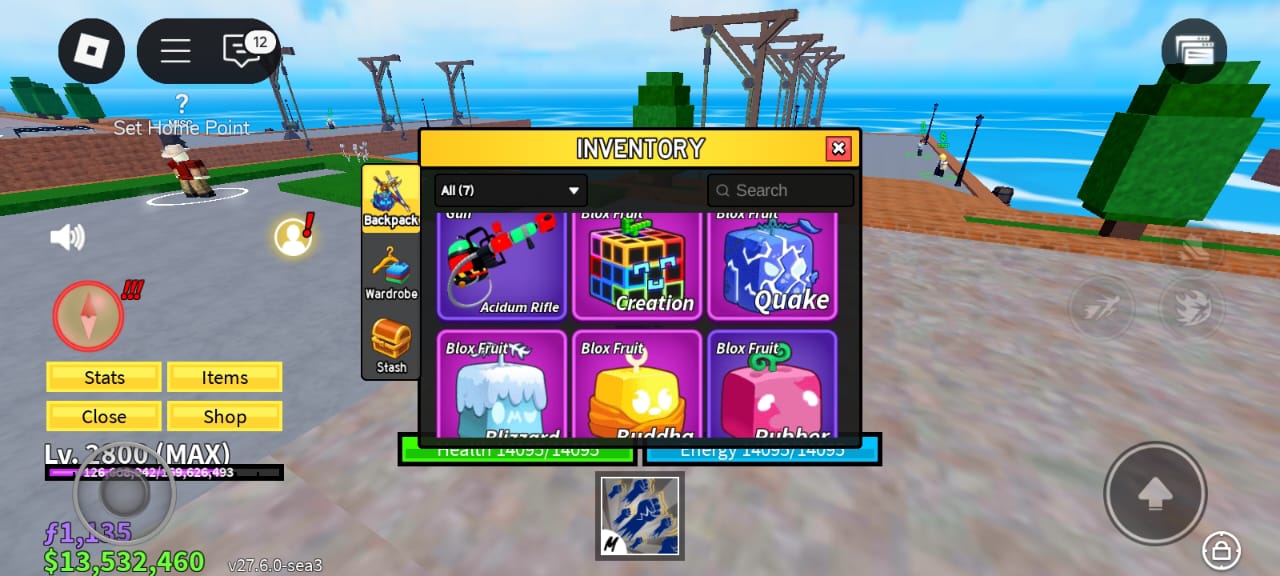 12
?
MISC.
Set Home Point
INVENTORY
All (7)
Search
Backpack
Wardrobe
Stash
Gun
Acidum Rifle
Blox Fruit
Creation
Blox Fruit
Quake
Blox Fruit
Blizzard
Blox Fruit
Buddha
Blox Fruit
Rubber
!
!!!
Stats
Items
Close
Shop
Lv. 2800 (MAX)
Health 14095/14095
Energy 14095/14095
M
ƒ1,135
$13,532,460
v27.6.0-sea3